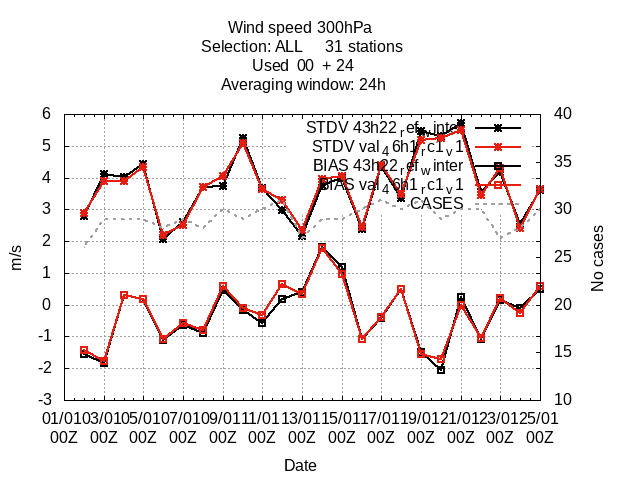 Wind speed 300hPa
Selection: ALL 31 stations
Used 00 + 24
Averaging window: 24h
6
5
4
3
2
1
0
-1
-2
-3
m/s
40
35
30
25
20
15
10
No cases
STDV 43h22_ref_winter
STDV val_46h1_rc1_v1
BIAS 43h22_ref_winter
BIAS val_46h1_rc1_v1
CASES
01/01 03/01 05/01 07/01 09/01 11/01 13/01 15/01 17/01 19/01 21/01 23/01 25/01
00Z 00Z 00Z 00Z 00Z 00Z 00Z 00Z 00Z 00Z 00Z 00Z 00Z
Date